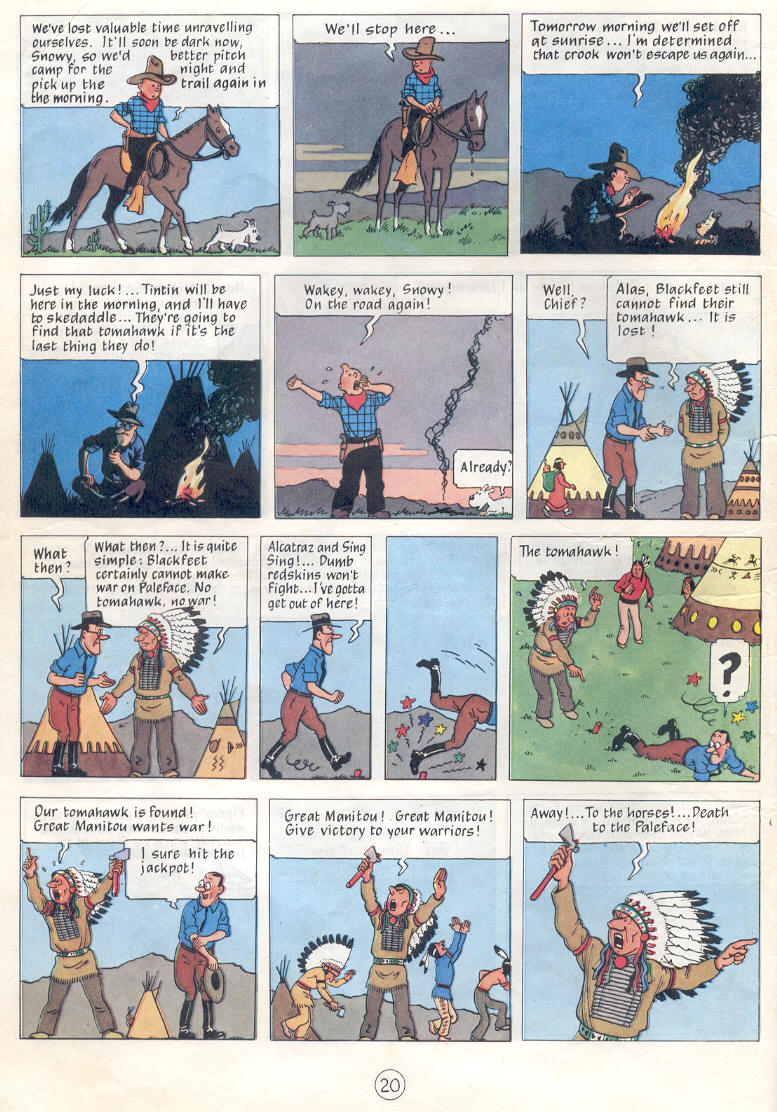 We've lost valuable time unravelling
ourselves. It'll soon be dark now,
Snowy, so we'd better pitch
camp for the night and
pick up the trail again in
the morning.
We'll stop here...
Tomorrow morning we'll set off
at sunrise... I'm determined
that crook won't escape us again...
Just my luck!... Tintin will be
here in the morning, and I'll have
to skedaddle... They're going to
find that tomahawk if it's the
last thing they do!
Wakey, wakey, Snowy!
On the road again!
Already?
Well,
Chief?
Alas, Blackfeet still
cannot find their
tomahawk... It is
lost!
What
then?
What then?... It is quite
simple: Blackfeet
certainly cannot make
war on Paleface. No
tomahawk, no war!
Alcatraz and Sing
Sing!... Dumb
redskins won't
fight... I've gotta
get out of here!
The tomahawk!
?
Our tomahawk is found!
Great Manitou wants war!
I sure hit the
jackpot!
Great Manitou! Great Manitou!
Give victory to your warriors!
Away!...To the horses!...Death
to the Paleface!
20